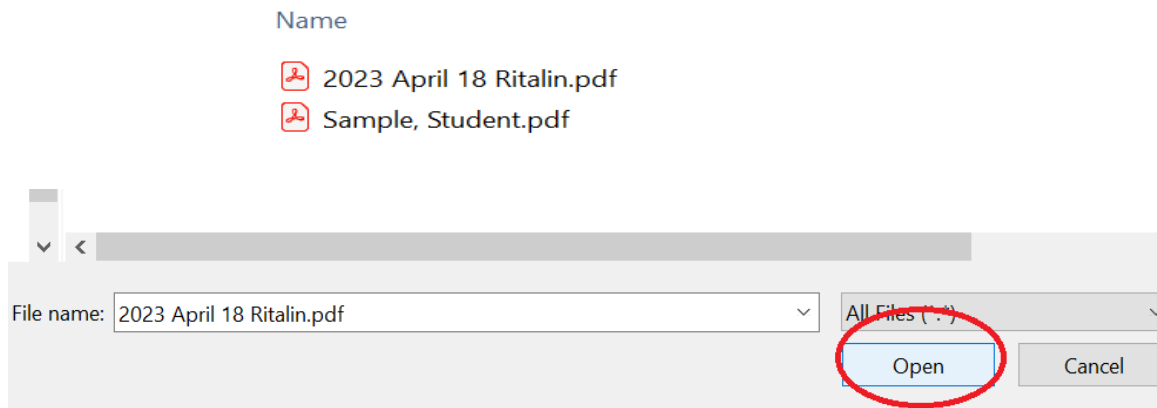 Name
2023 April 18 Ritalin.pdf
Sample, Student.pdf
File name: 2023 April 18 Ritalin.pdf All Files (*.*)
Open Cancel